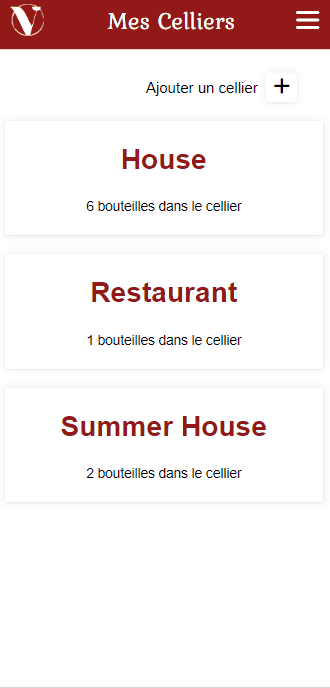 Mes Celliers
Ajouter un cellier
House
6 bouteilles dans le cellier
Restaurant
1 bouteilles dans le cellier
Summer House
2 bouteilles dans le cellier